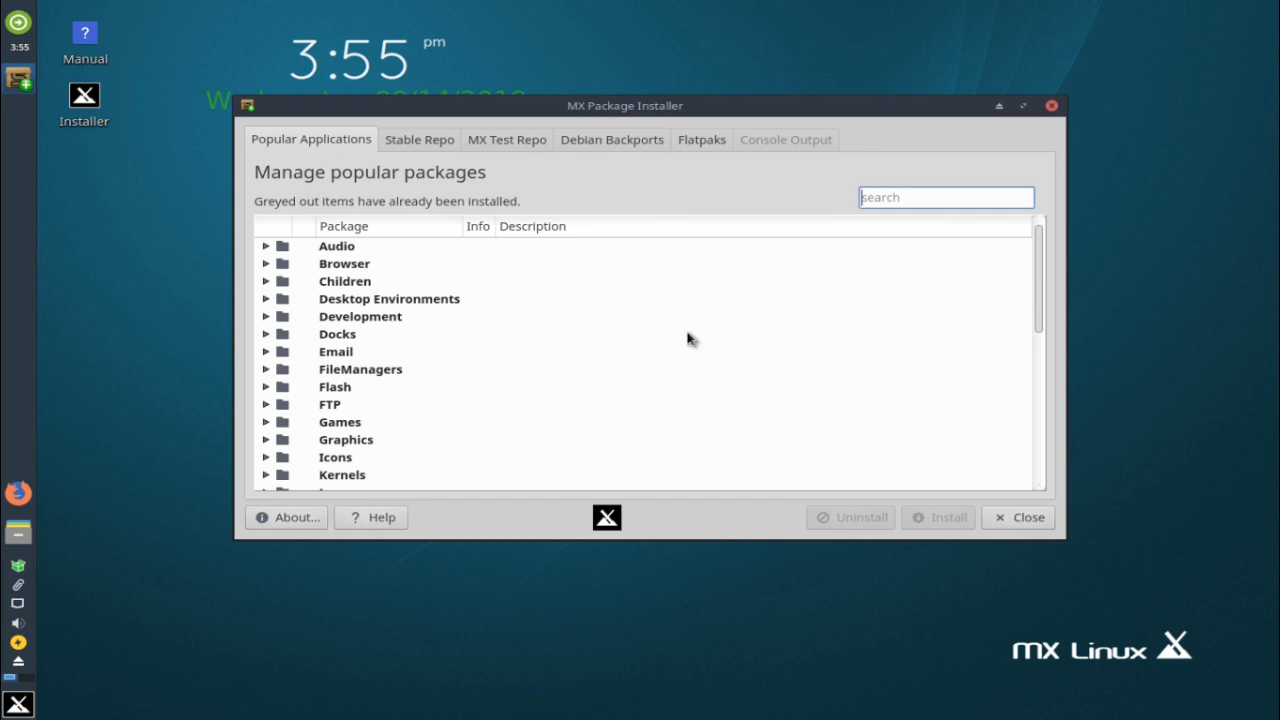 3:55
Manual
Installer
3:55 pm
MX Package Installer
Popular Applications Stable Repo MX Test Repo Debian Backports Flatpaks Console Output
Manage popular packages
Greyed out items have already been installed.
search
Package Info Description
Audio
Browser
Children
Desktop Environments
Development
Docks
Email
FileManagers
Flash
FTP
Games
Graphics
Icons
Kernels
About... ? Help Uninstall Install Close
MX Linux